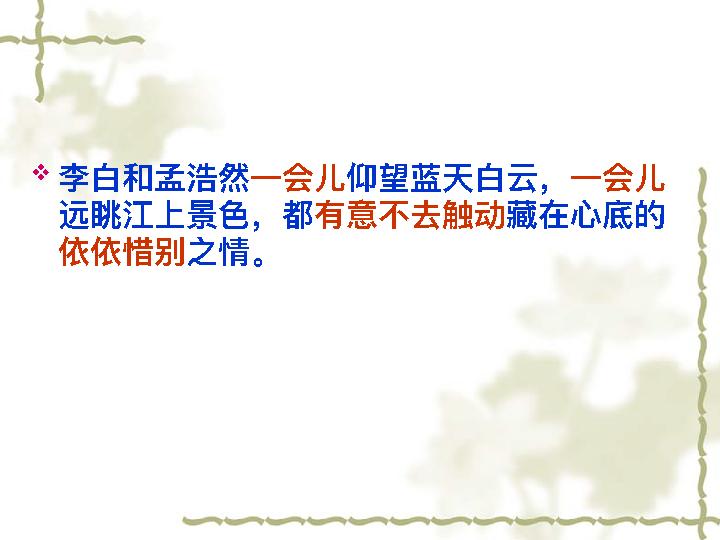 李白和孟浩然一会儿仰望蓝天白云，一会儿
远眺江上景色，都有意不去触动藏在心底的
依依惜别之情。